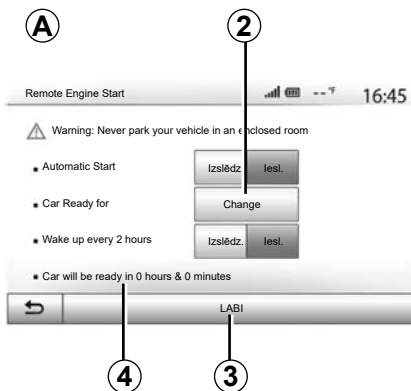 A
2
Remote Engine Start -- °F 16:45
Warning: Never park your vehicle in an enclosed room
Automatic Start Izslēdz. Iesl.
Car Ready for Change
Wake up every 2 hours Izslēdz. Iesl.
Car will be ready in 0 hours & 0 minutes
LABI
4 3